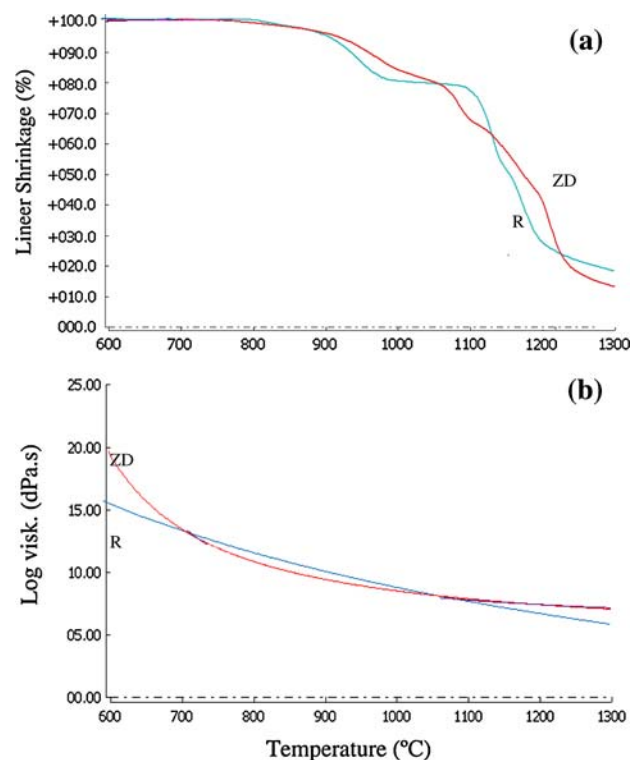 (a)
+100.0
+090.0
+080.0
+070.0
+060.0
+050.0
+040.0
+030.0
+020.0
+010.0
000.0
Lineer Shrinkage (%)
ZD
R
600 700 800 900 1000 1100 1200 1300
(b)
25.00
20.00
15.00
10.00
05.00
00.00
Log visk. (dPa.s)
ZD
R
600 700 800 900 1000 1100 1200 1300
Temperature (ºC)